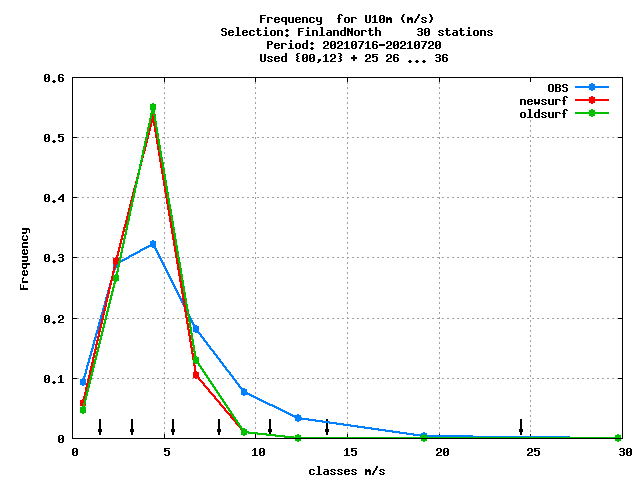 Frequency  for U10m (m/s)
Selection: FinlandNorth     30 stations
Period: 20210716-20210720
Used {00,12} + 25 26 ... 36
OBS
newsurf
oldsurf
0.6
0.5
0.4
0.3
0.2
0.1
0
Frequency
0 5 10 15 20 25 30
classes m/s